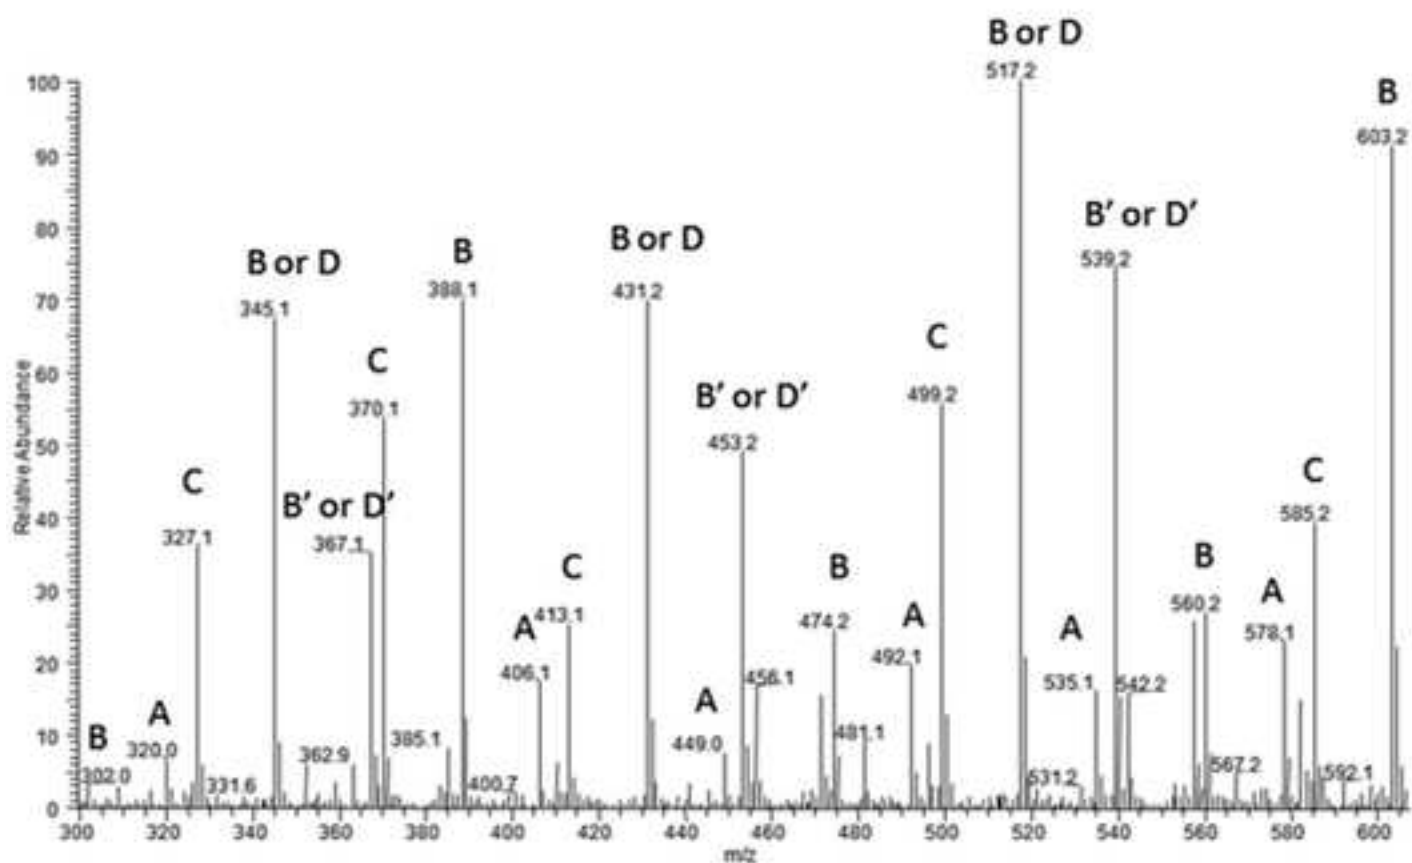 B or D
517.2
B
603.2
B' or D'
539.2
B or D
431.2
B
388.1
B or D
345.1
C
499.2
C
370.1
B' or D'
453.2
C
327.1
B' or D'
367.1
C
585.2
C
413.1
B
474.2
B
560.2
A
406.1
A
492.1
A
535.1
A
578.1
A
449.0
456.1
481.1
542.2
531.2
567.2
592.1
A
320.0
B
302.0
331.6
362.9
385.1
400.7
100
90
80
70
60
50
40
30
20
10
0
Relative Abundance
300 320 340 360 380 400 420 440 460 480 500 520 540 560 580 600
m/z